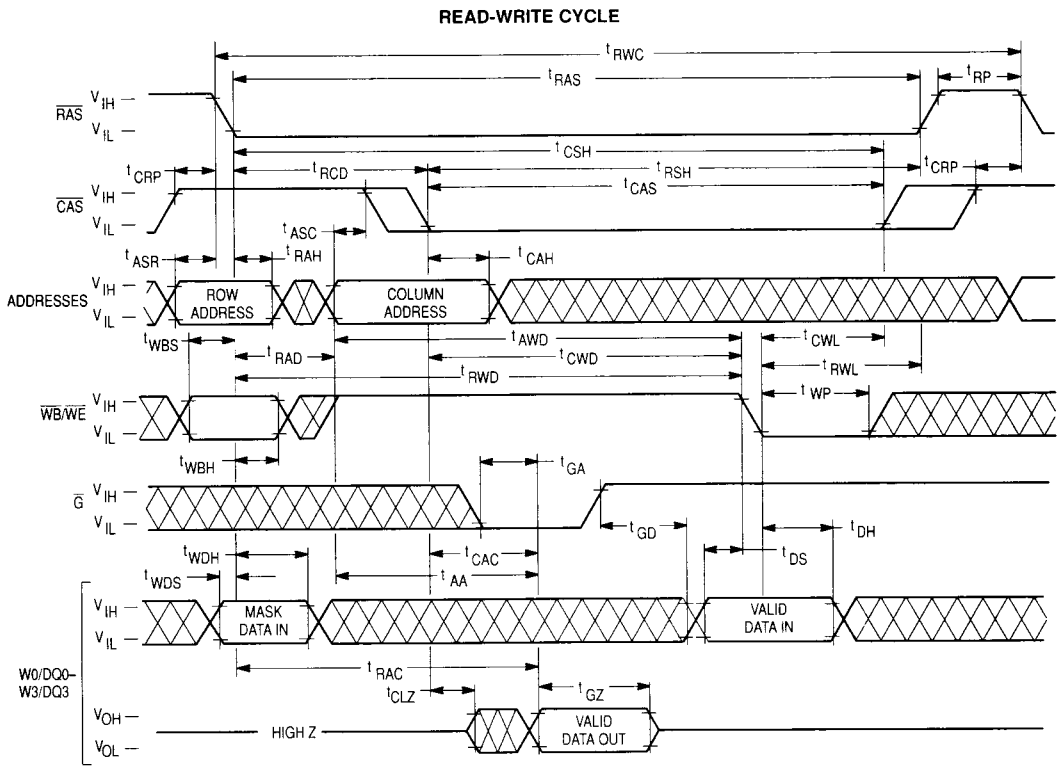 READ-WRITE CYCLE
tRWC
tRAS
tRP
RAS
VIH
VIL
tCSH
tCRP
tRCD
tRSH
tCRP
tCAS
CAS
VIH
VIL
tASC
tASR
tRAH
tCAH
ADDRESSES
VIH
VIL
ROW ADDRESS
COLUMN ADDRESS
tWBS
tRAD
tAWD
tCWL
tCWD
tRWL
tRWD
tWP
WB/WE
VIH
VIL
tWBH
tGA
G
VIH
VIL
tGD
tDH
tWDH
tCAC
tDS
tWDS
tAA
VIH
VIL
MASK DATA IN
VALID DATA IN
W0/DQ0–
W3/DQ3
tRAC
tCLZ
tGZ
VOH
VOL
HIGH Z
VALID DATA OUT